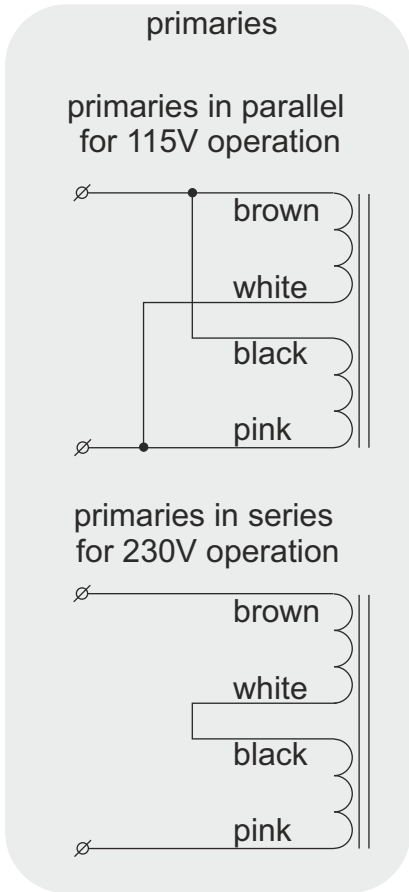 primaries
primaries in parallel
for 115V operation
brown
white
black
pink
primaries in series
for 230V operation
brown
white
black
pink